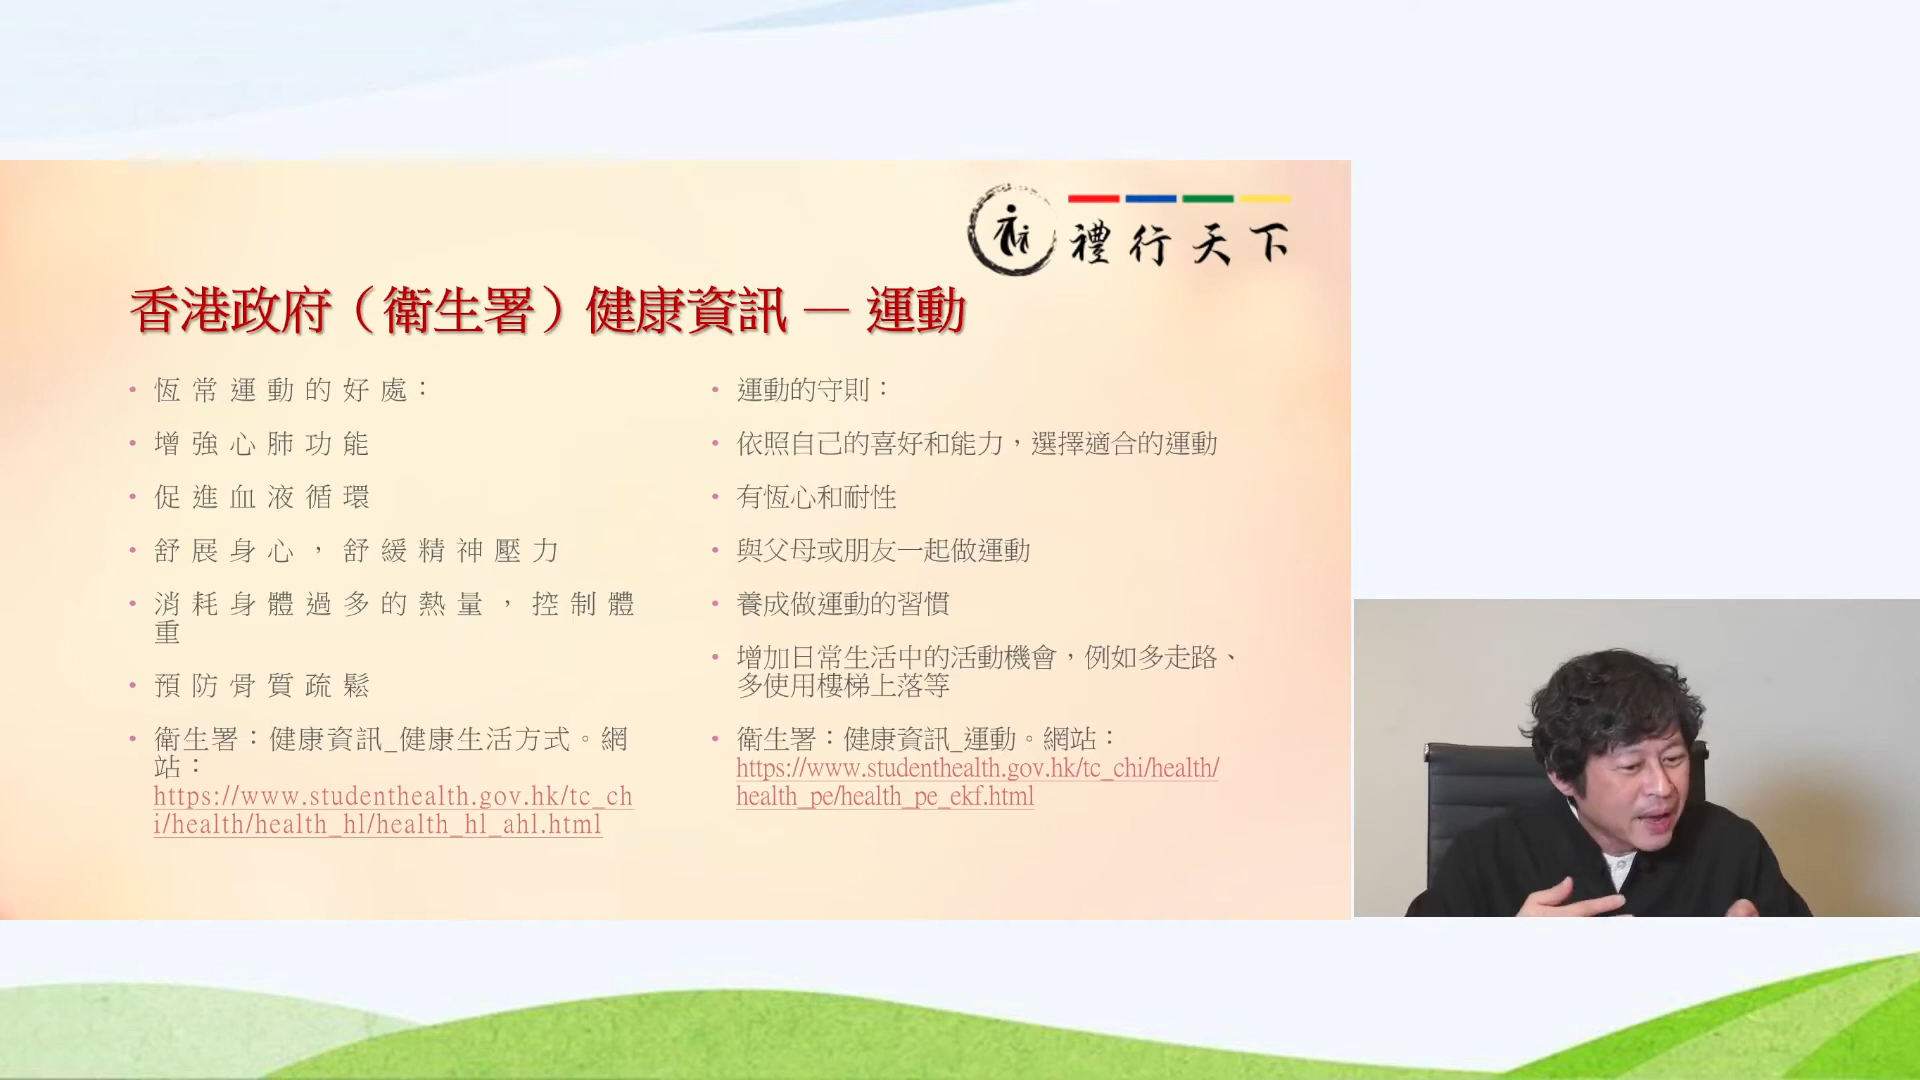 禮行天下
香港政府（衛生署）健康資訊 — 運動
• 恆常運動的好處：
• 增強心肺功能
• 促進血液循環
• 舒展身心，舒緩精神壓力
• 消耗身體過多的熱量，控制體
重
• 預防骨質疏鬆
• 衛生署：健康資訊_健康生活方式。網
站：
https://www.studenthealth.gov.hk/tc_ch
i/health/health_hl/health_hl_ahl.html
• 運動的守則：
• 依照自己的喜好和能力，選擇適合的運動
• 有恆心和耐性
• 與父母或朋友一起做運動
• 養成做運動的習慣
• 增加日常生活中的活動機會，例如多走路、
多使用樓梯上落等
• 衛生署：健康資訊_運動。網站：
https://www.studenthealth.gov.hk/tc_chi/health/
health_pe/health_pe_ekf.html